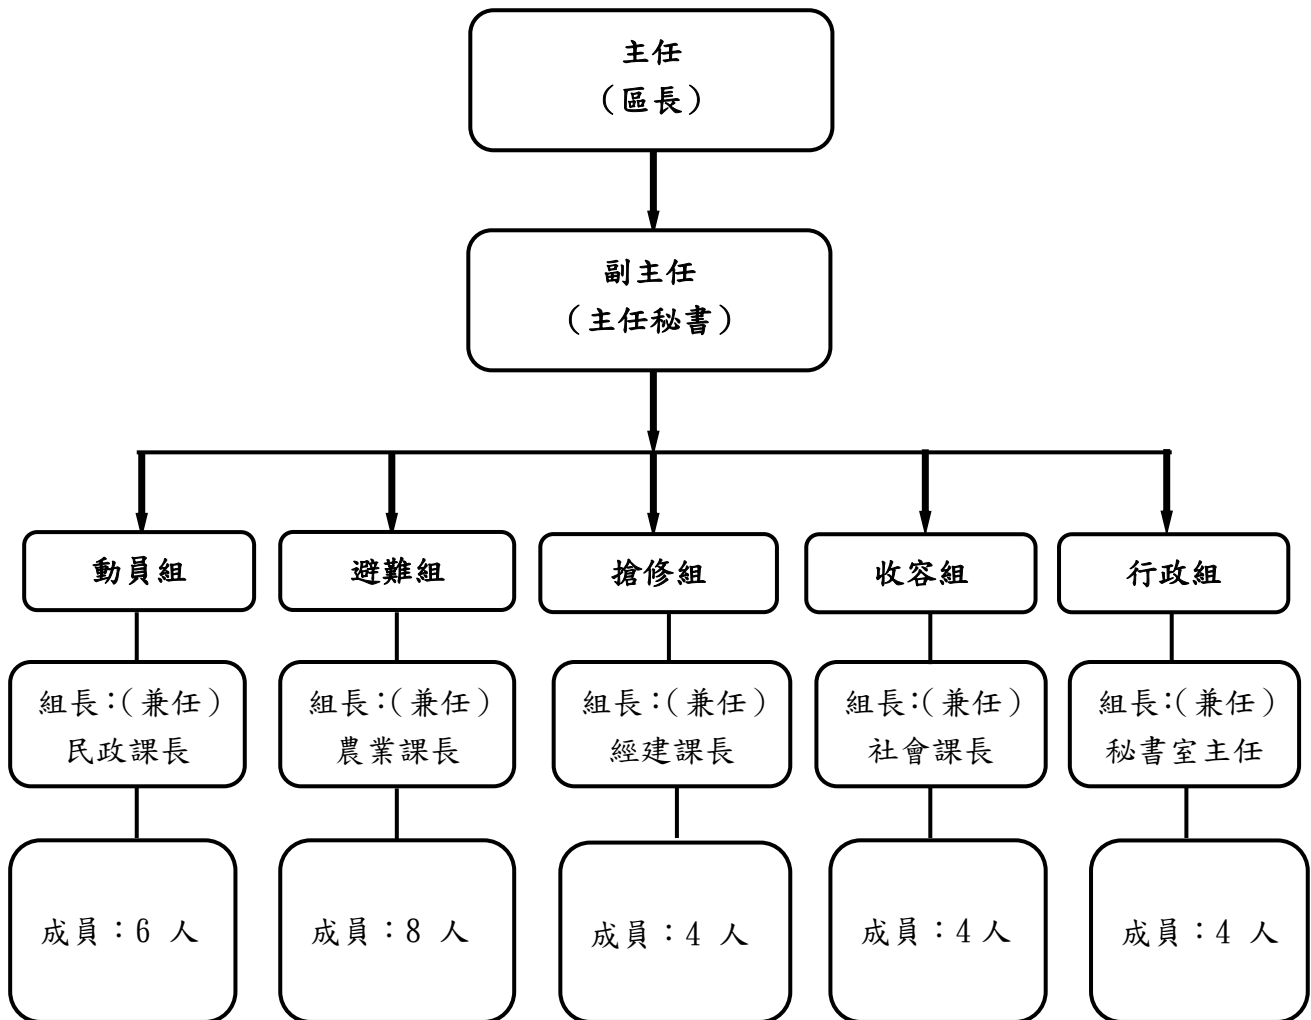 主任
(區長)
副主任
(主任秘書)
動員組
避難組
搶修組
收容組
行政組
組長:(兼任)
民政課長
組長:(兼任)
農業課長
組長:(兼任)
經建課長
組長:(兼任)
社會課長
組長:(兼任)
秘書室主任
成員：6 人
成員：8 人
成員：4 人
成員：4人
成員：4 人